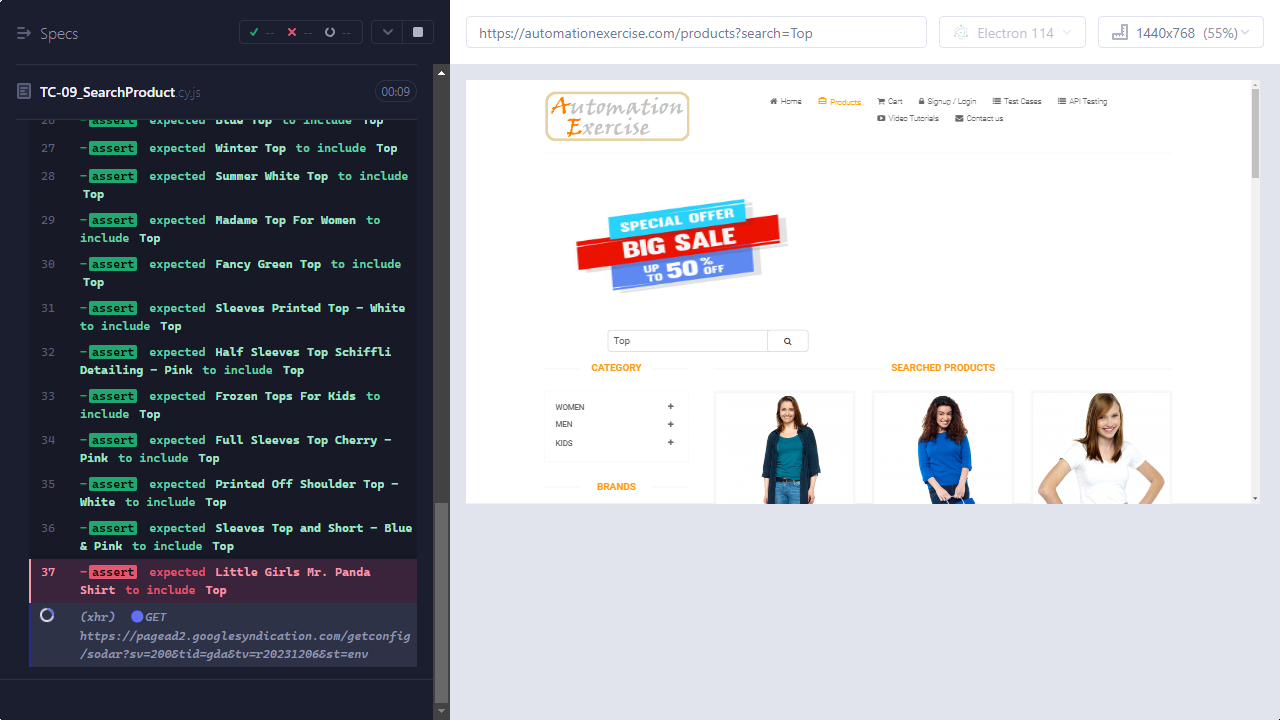 Specs
--
--
--
TC-09_SearchProduct.cy.js
00:09
26 -assert expected Blue Top to include Top
27 -assert expected Winter Top to include Top
28 -assert expected Summer White Top to include
Top
29 -assert expected Madame Top For Women to
include Top
30 -assert expected Fancy Green Top to include
Top
31 -assert expected Sleeves Printed Top - White
to include Top
32 -assert expected Half Sleeves Top Schiffli
Detailing - Pink to include Top
33 -assert expected Frozen Tops For Kids to
include Top
34 -assert expected Full Sleeves Top Cherry -
Pink to include Top
35 -assert expected Printed Off Shoulder Top -
White to include Top
36 -assert expected Sleeves Top and Short - Blue
& Pink to include Top
37 -assert expected Little Girls Mr. Panda
Shirt to include Top
(xhr) GET
https://pagead2.googlesyndication.com/getconfig
/sodar?sv=200&tid=gda&tv=r20231206&st=env
https://automationexercise.com/products?search=Top
Electron 114
1440x768 (55%)
Automation
Exercise
Home
Products
Cart
Signup / Login
Test Cases
API Testing
Video Tutorials
Contact us
SPECIAL OFFER
BIG SALE
UP TO 50% OFF
Top
CATEGORY
WOMEN +
MEN +
KIDS +
BRANDS
SEARCHED PRODUCTS